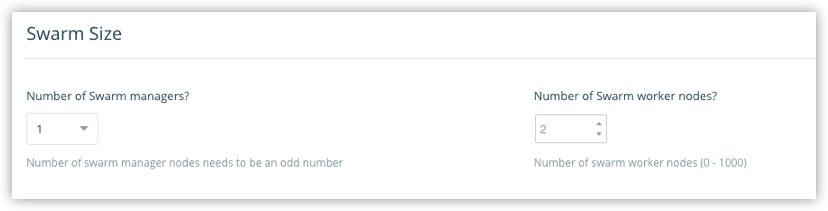 Swarm Size
Number of Swarm managers?
1
Number of swarm manager nodes needs to be an odd number
Number of Swarm worker nodes?
2
Number of swarm worker nodes (0 - 1000)